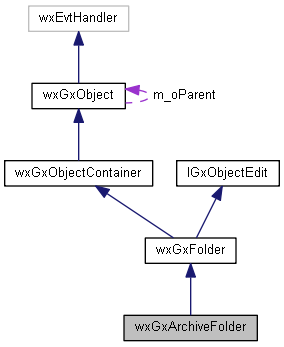 wxEvtHandler
wxGxObject
m_oParent
wxGxObjectContainer
IGxObjectEdit
wxGxFolder
wxGxArchiveFolder